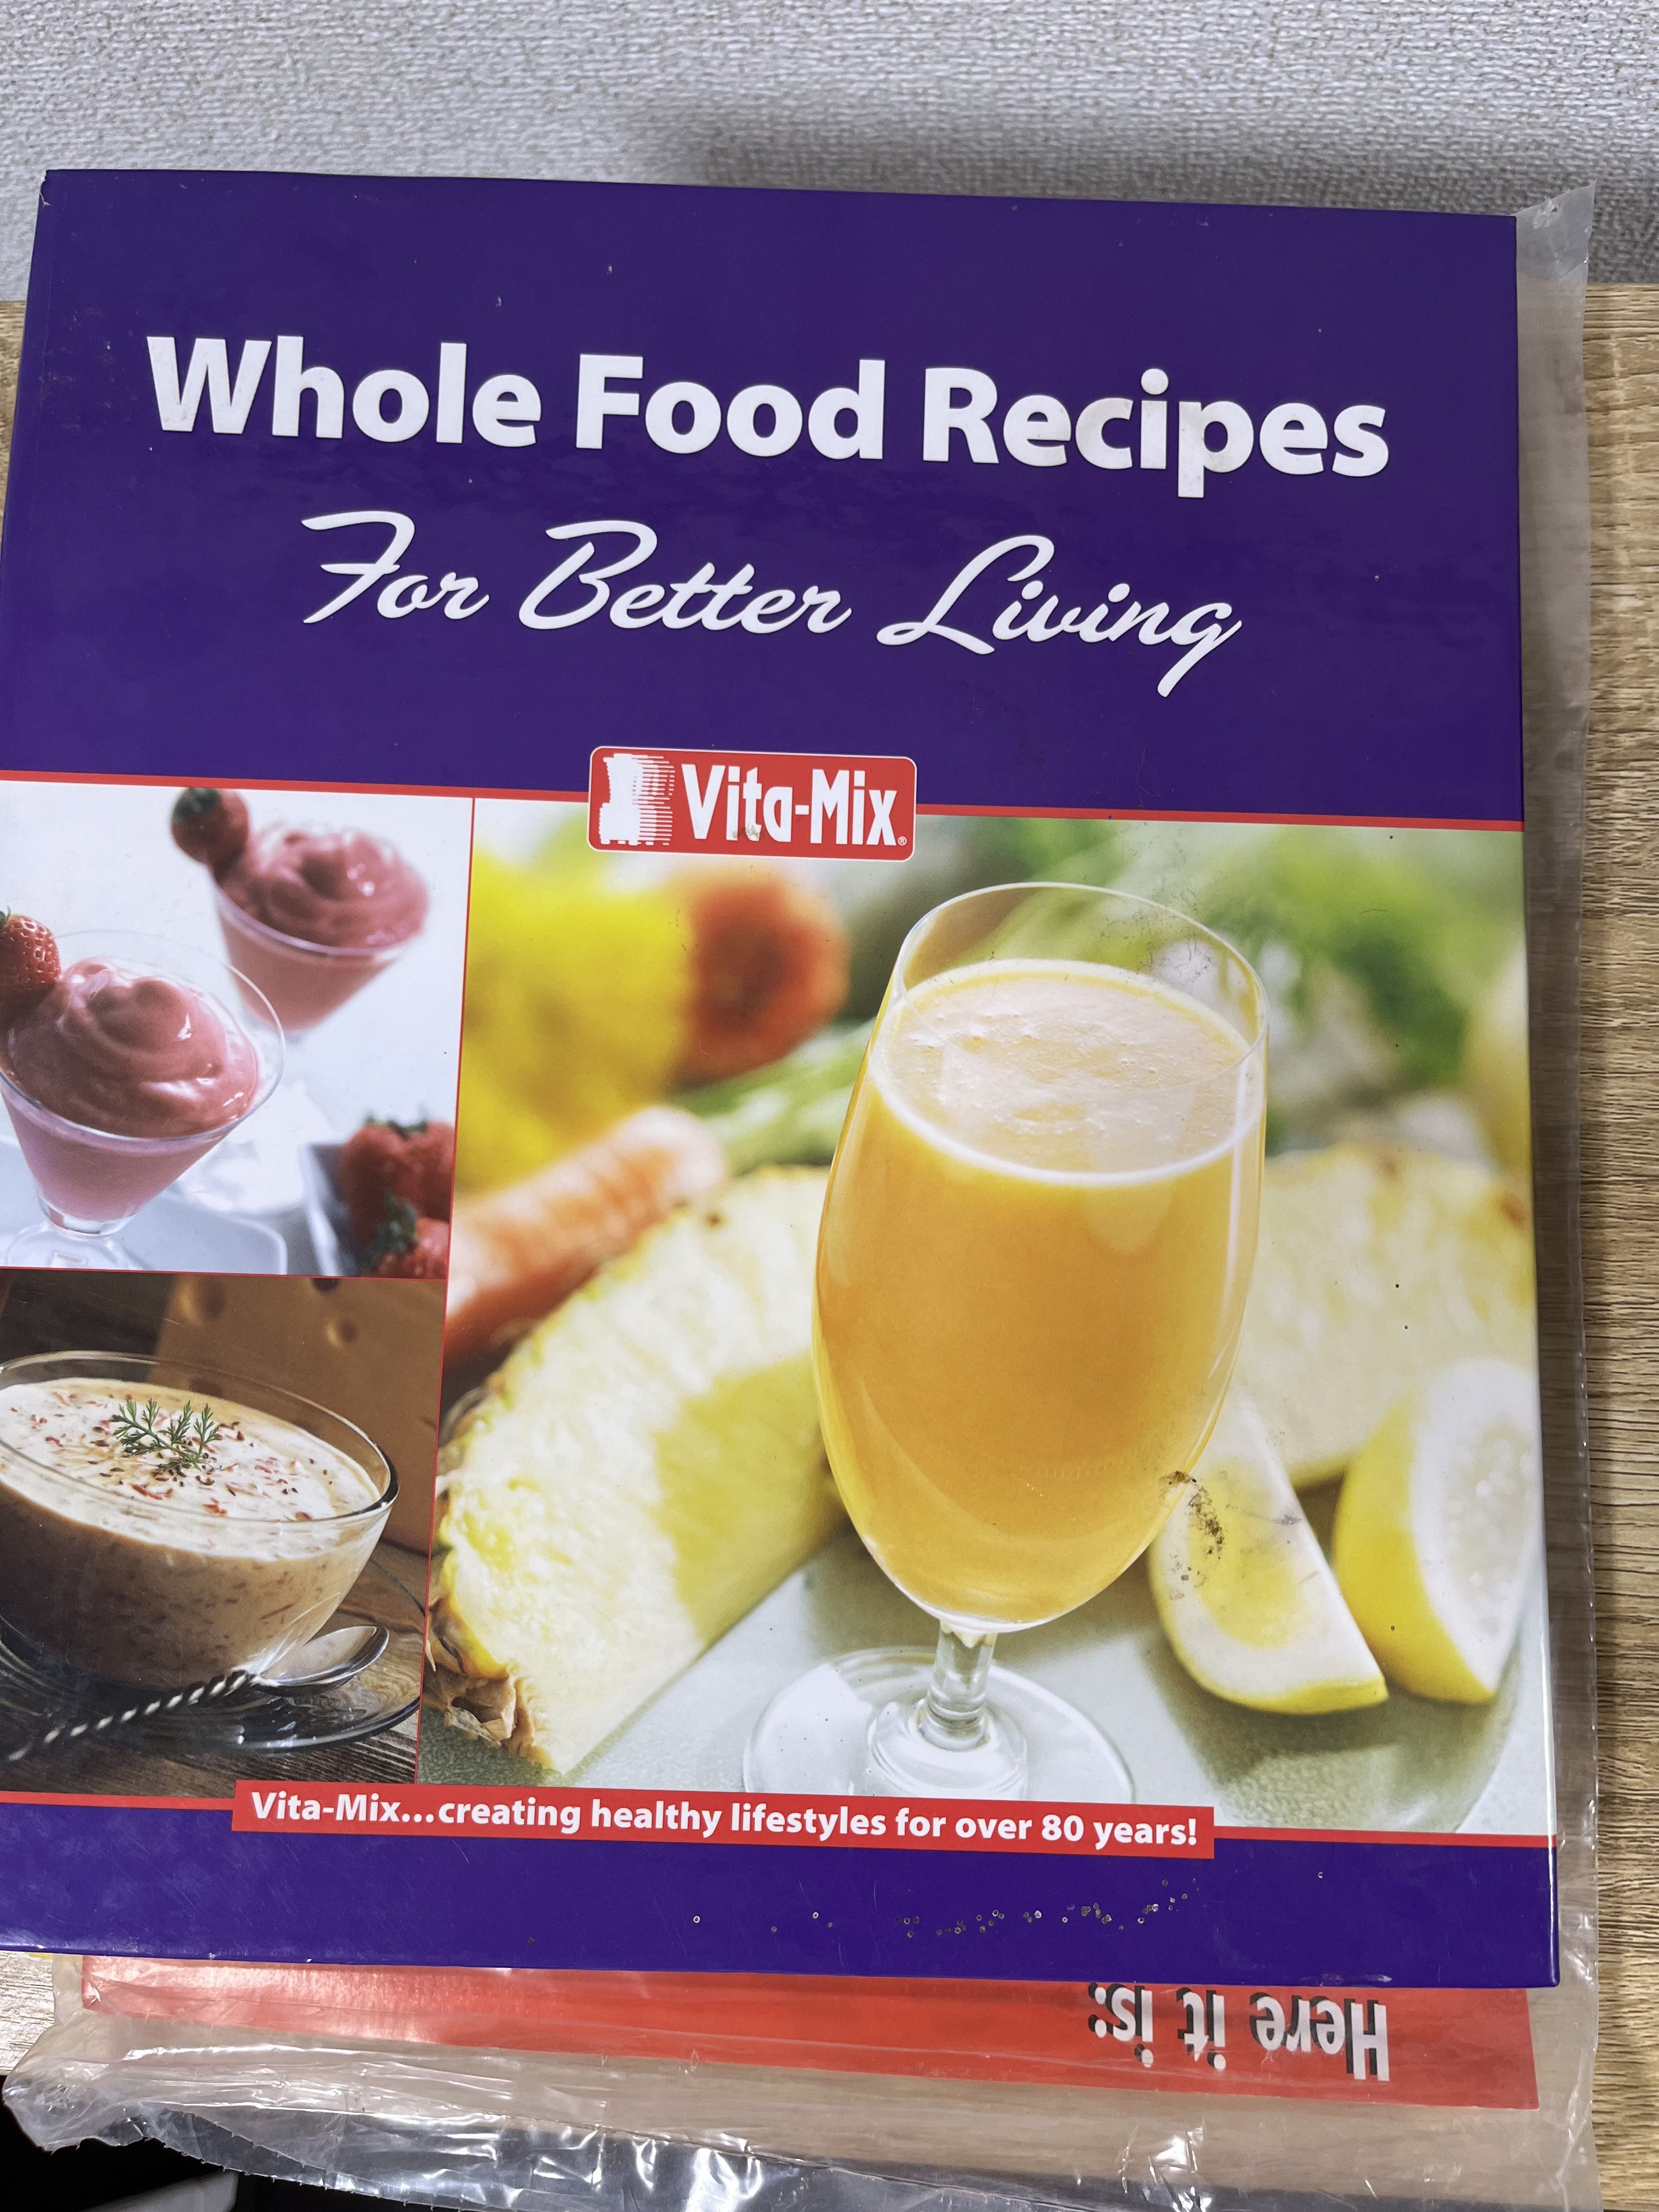 Whole Food Recipes
For Better Living
Vita-Mix®
Vita-Mix...creating healthy lifestyles for over 80 years!
Here it is: